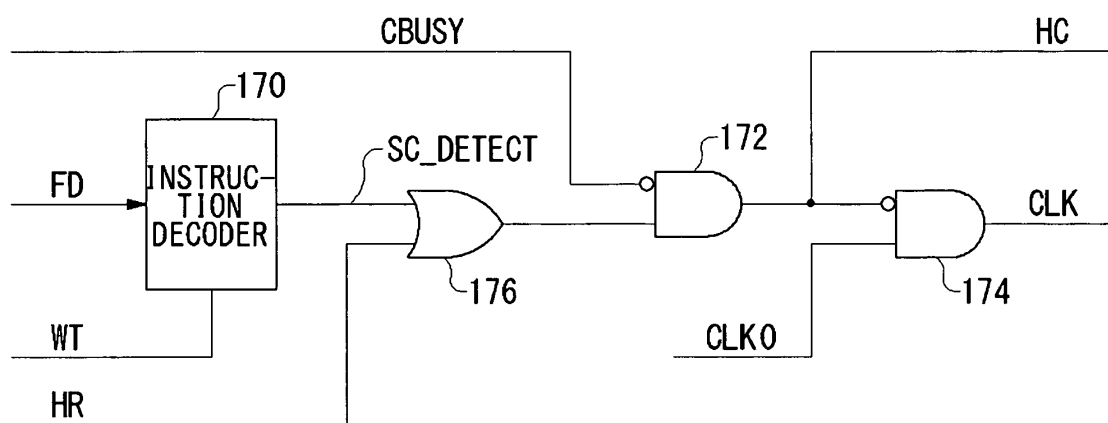 CBUSY
HC
170
172
SC_DETECT
FD
INSTRUC-
TION
DECODER
CLK
176
174
WT
CLK0
HR